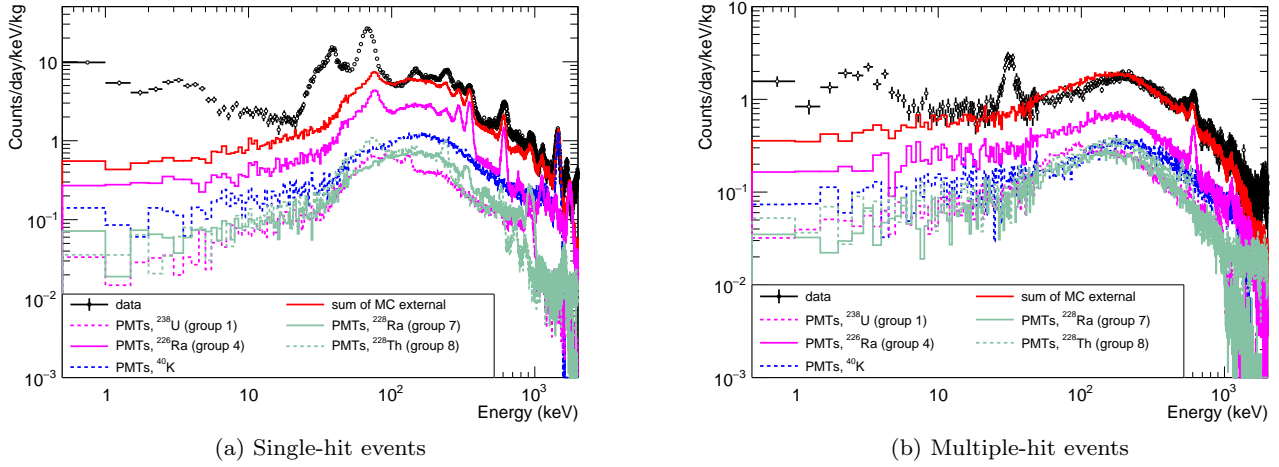 Counts/day/keV/kg
10
1
10⁻¹
10⁻²
10⁻³
data
sum of MC external
PMTs, ²³⁸U (group 1)
PMTs, ²²⁸Ra (group 7)
PMTs, ²²⁶Ra (group 4)
PMTs, ²²⁸Th (group 8)
PMTs, ⁴⁰K
1
10
10²
10³
Energy (keV)
(a) Single-hit events
Counts/day/keV/kg
10
1
10⁻¹
10⁻²
10⁻³
data
sum of MC external
PMTs, ²³⁸U (group 1)
PMTs, ²²⁸Ra (group 7)
PMTs, ²²⁶Ra (group 4)
PMTs, ²²⁸Th (group 8)
PMTs, ⁴⁰K
1
10
10²
10³
Energy (keV)
(b) Multiple-hit events